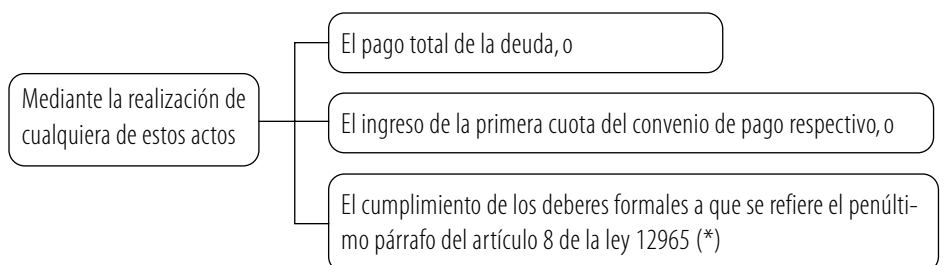 Mediante la realización de
cualquiera de estos actos
El pago total de la deuda, o
El ingreso de la primera cuota del convenio de pago respectivo, o
El cumplimiento de los deberes formales a que se refiere el penúlti-
mo párrafo del artículo 8 de la ley 12965 (*)